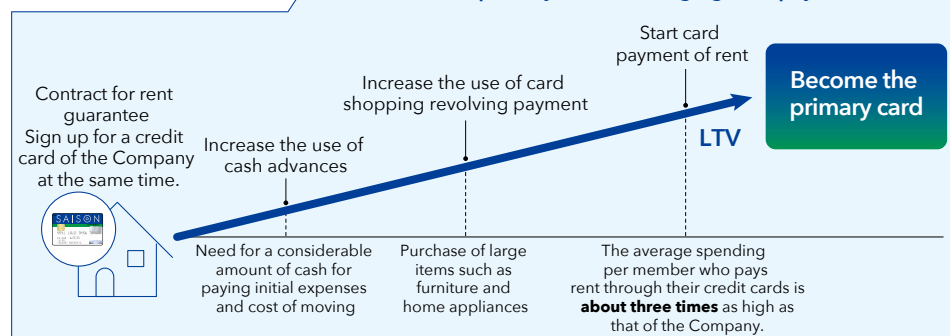 Contract for rent
guarantee
Sign up for a credit
card of the Company
at the same time.
SAISON
Increase the use of
cash advances
Increase the use of card
shopping revolving payment
Start card
payment of rent
LTV
Become the
primary card
Need for a considerable
amount of cash for
paying initial expenses
and cost of moving
Purchase of large
items such as
furniture and
home appliances
The average spending
per member who pays
rent through their credit cards is
about three times as high as
that of the Company.